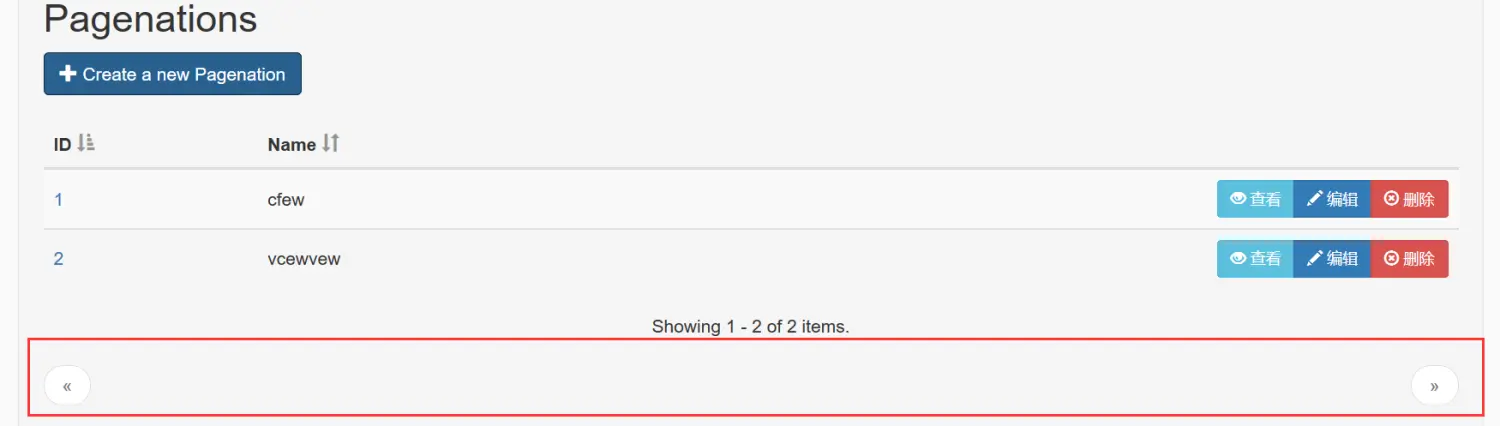 Pagenations
Create a new Pagenation
ID Name
1 cfew 查看 编辑 删除
2 vcewvew 查看 编辑 删除
Showing 1 - 2 of 2 items.
« »